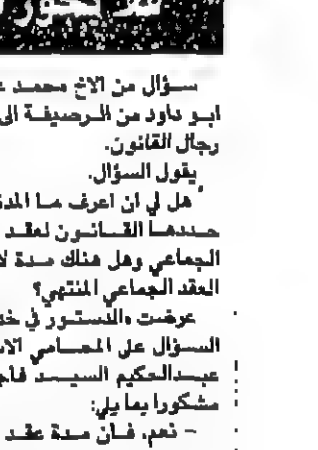 سؤال من الاخ محمد
ابو داود من الرصيفة الى
رجال القانون.
يقول السؤال.
هل لي ان اعرف ما
حددها القانون لعقد
الجماعي وهل هناك مدة
العقد الجماعي المنتهي؟
عرضت «الدستور في
السؤال على المحامي
عبدالحكيم السيد
مشكورا بما يلي:
– نعم. فان مدة عقد